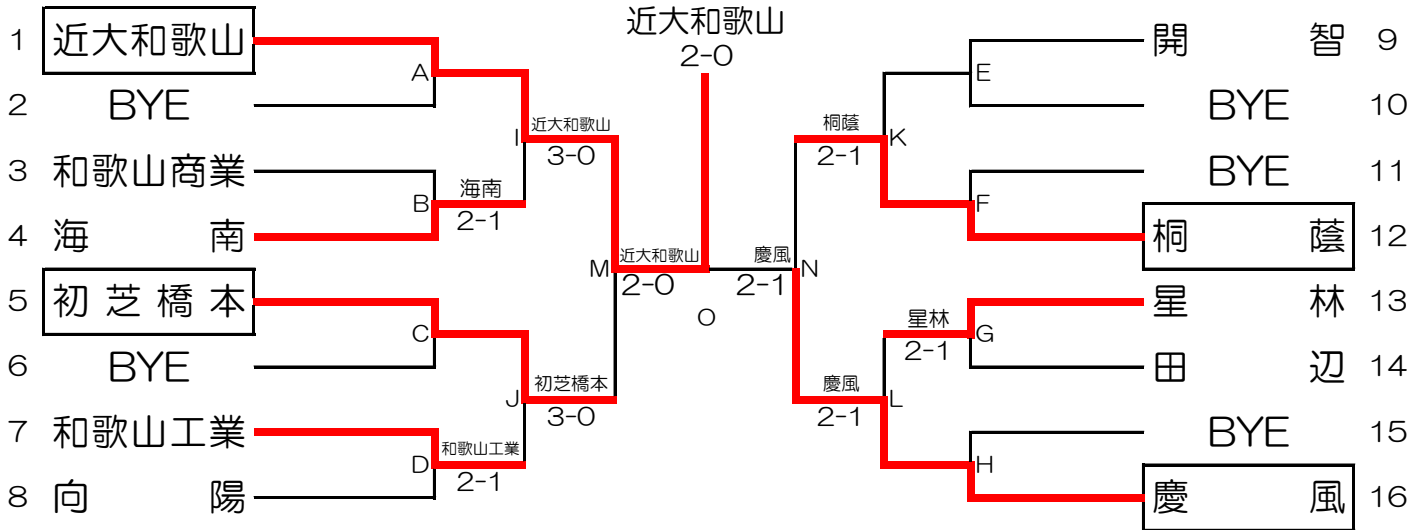 近大和歌山
2-0
1 近大和歌山
A
2 BYE
I
近大和歌山
3-0
3 和歌山商業
B
海南
2-1
4 海南
M
近大和歌山
2-0
5 初芝橋本
C
6 BYE
J
初芝橋本
3-0
7 和歌山工業
D
和歌山工業
2-1
8 向陽
O
開智 9
E
BYE 10
桐蔭
2-1
K
BYE 11
F
桐蔭 12
慶風
2-1
N
星林 13
星林
2-1
G
田辺 14
慶風
2-1
L
BYE 15
H
慶風 16